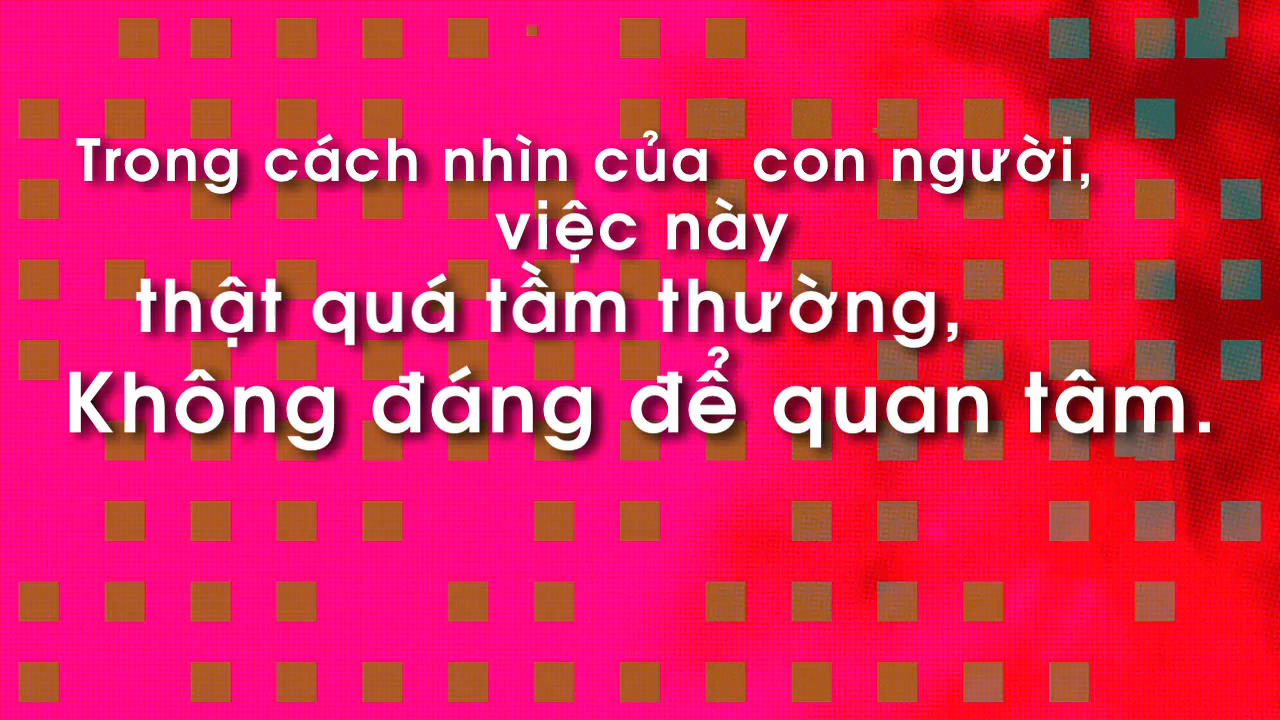 Trong cách nhìn của con người,
việc này
thật quá tầm thường,
Không đáng để quan tâm.